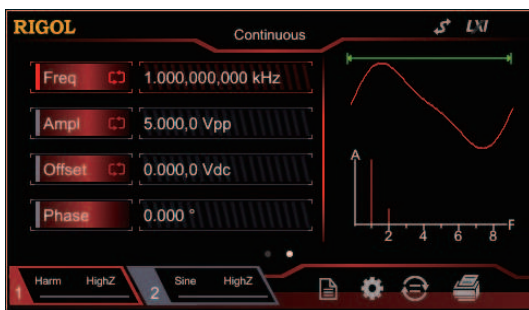 RIGOL
Continuous
LXI
Freq 1.000,000,000 kHz
Ampl 5.000,0 Vpp
Offset 0.000,0 Vdc
Phase 0.000 °
A
2 4 6 8 F
1 Harm HighZ
2 Sine HighZ